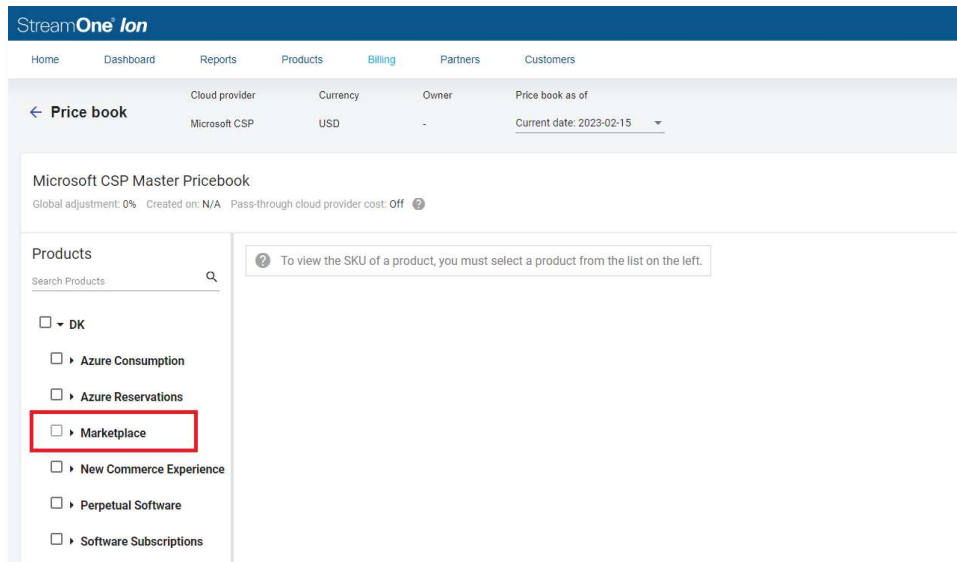 StreamOne® Ion
Home Dashboard Reports Products Billing Partners Customers
Price book
Cloud provider Currency Owner Price book as of
Microsoft CSP USD - Current date: 2023-02-15
Microsoft CSP Master Pricebook
Global adjustment: 0% Created on: N/A Pass-through cloud provider cost: Off ?
Products
Search Products
? To view the SKU of a product, you must select a product from the list on the left.
DK
Azure Consumption
Azure Reservations
Marketplace
New Commerce Experience
Perpetual Software
Software Subscriptions